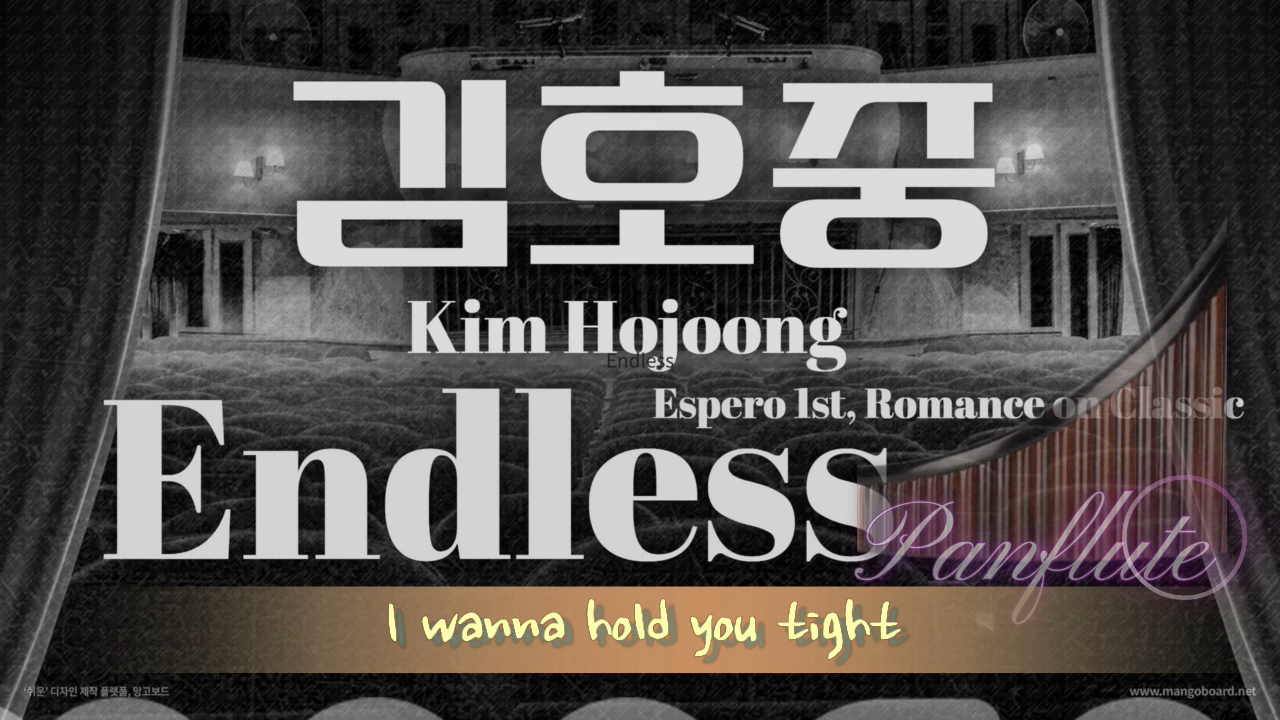 김호중
Kim Hojoong
Endless
Espero 1st, Romance on Classic
Endless
Panflute
I wanna hold you tight
'쉬운' 디자인 제작 플랫폼, 망고보드
www.mangoboard.net